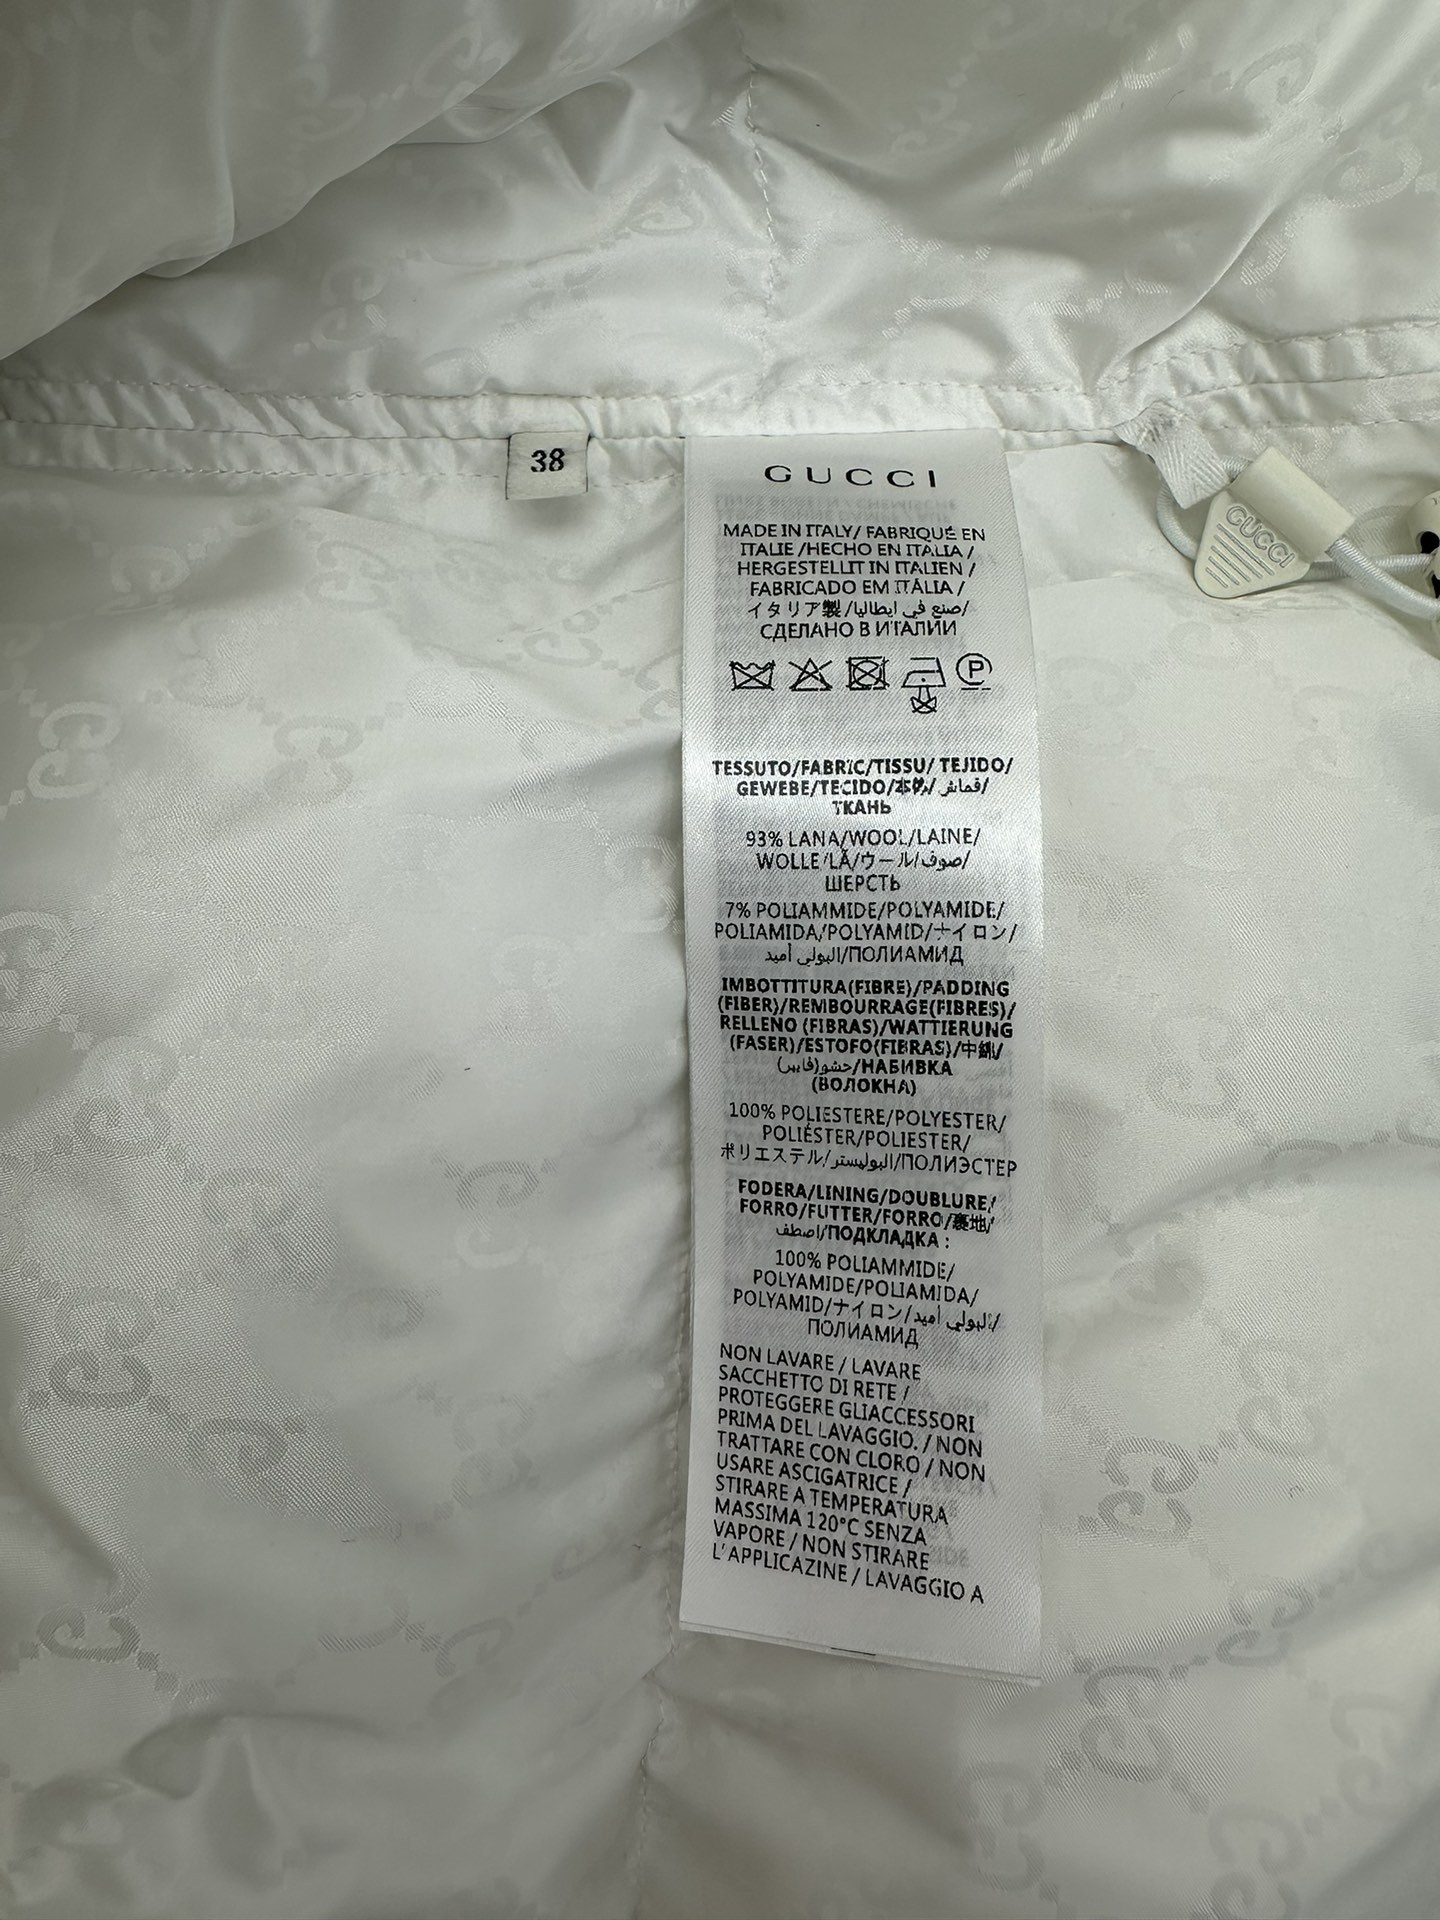 38
GUCCI
MADE IN ITALY/ FABRIQUÉ EN
ITALIE /HECHO EN ITALIA /
HERGESTELLIT IN ITALIEN /
FABRICADO EM ITÁLIA /
イタリア製/صنع في إيطاليا/
СДЕЛАНО В ИТАЛИИ
P
GUCCI
TESSUTO/FABRIC/TISSU/ TEJIDO/
GEWEBE/TECIDO/ قماش/
ТКАНЬ
93% LANA/WOOL/LAINE/
WOLLE/LÃ/ウール/صوف/
ШЕРСТЬ
7% POLIAMMIDE/POLYAMIDE/
POLIAMIDA/POLYAMID/ナイロン/
البولي أميد/ПОЛИАМИД
IMBOTTITURA(FIBRE)/PADDING
(FIBER)/REMBOURRAGE(FIBRES)/
RELLENO (FIBRAS)/WATTIERUNG
(FASER)/ESTOFO(FIBRAS)/中綿/
حشو(فايبر)/НАБИВКА
(ВОЛОКНА)
100% POLIESTERE/POLYESTER/
POLIÉSTER/POLIESTER/
ポリエステル/البوليستر/ПОЛИЭСТЕР
FODERA/LINING/DOUBLURE/
FORRO/FUTTER/FORRO/裏地/
اصطف/ПОДКЛАДКА :
100% POLIAMMIDE/
POLYAMIDE/POLIAMIDA/
POLYAMID/ナイロン/البولي أميد/
ПОЛИАМИД
NON LAVARE / LAVARE
SACCHETTO DI RETE /
PROTEGGERE GLIACCESSORI
PRIMA DEL LAVAGGIO. / NON
TRATTARE CON CLORO / NON
USARE ASCIGATRICE /
STIRARE A TEMPERATURA
MASSIMA 120°C SENZA
VAPORE / NON STIRARE
L'APPLICAZINE / LAVAGGIO A